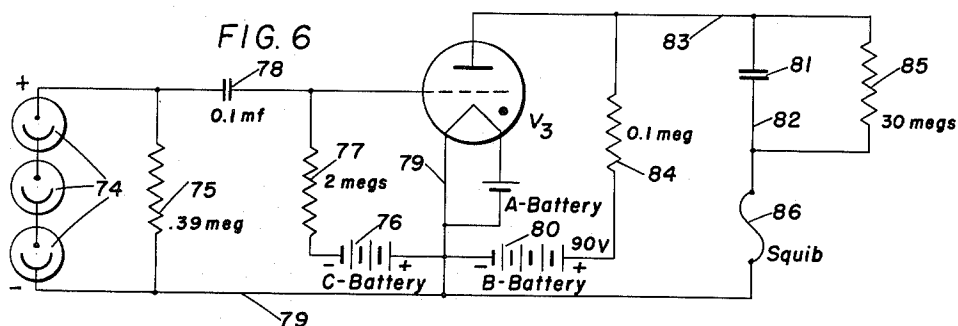 FIG. 6
83
78
+
0.1 mf
V3
81
85
82
30 megs
0.1 meg
84
77
2 megs
79
74
75
.39 meg
A-Battery
86
Squib
76
80
90V
- +
- +
C-Battery
B-Battery
-
79